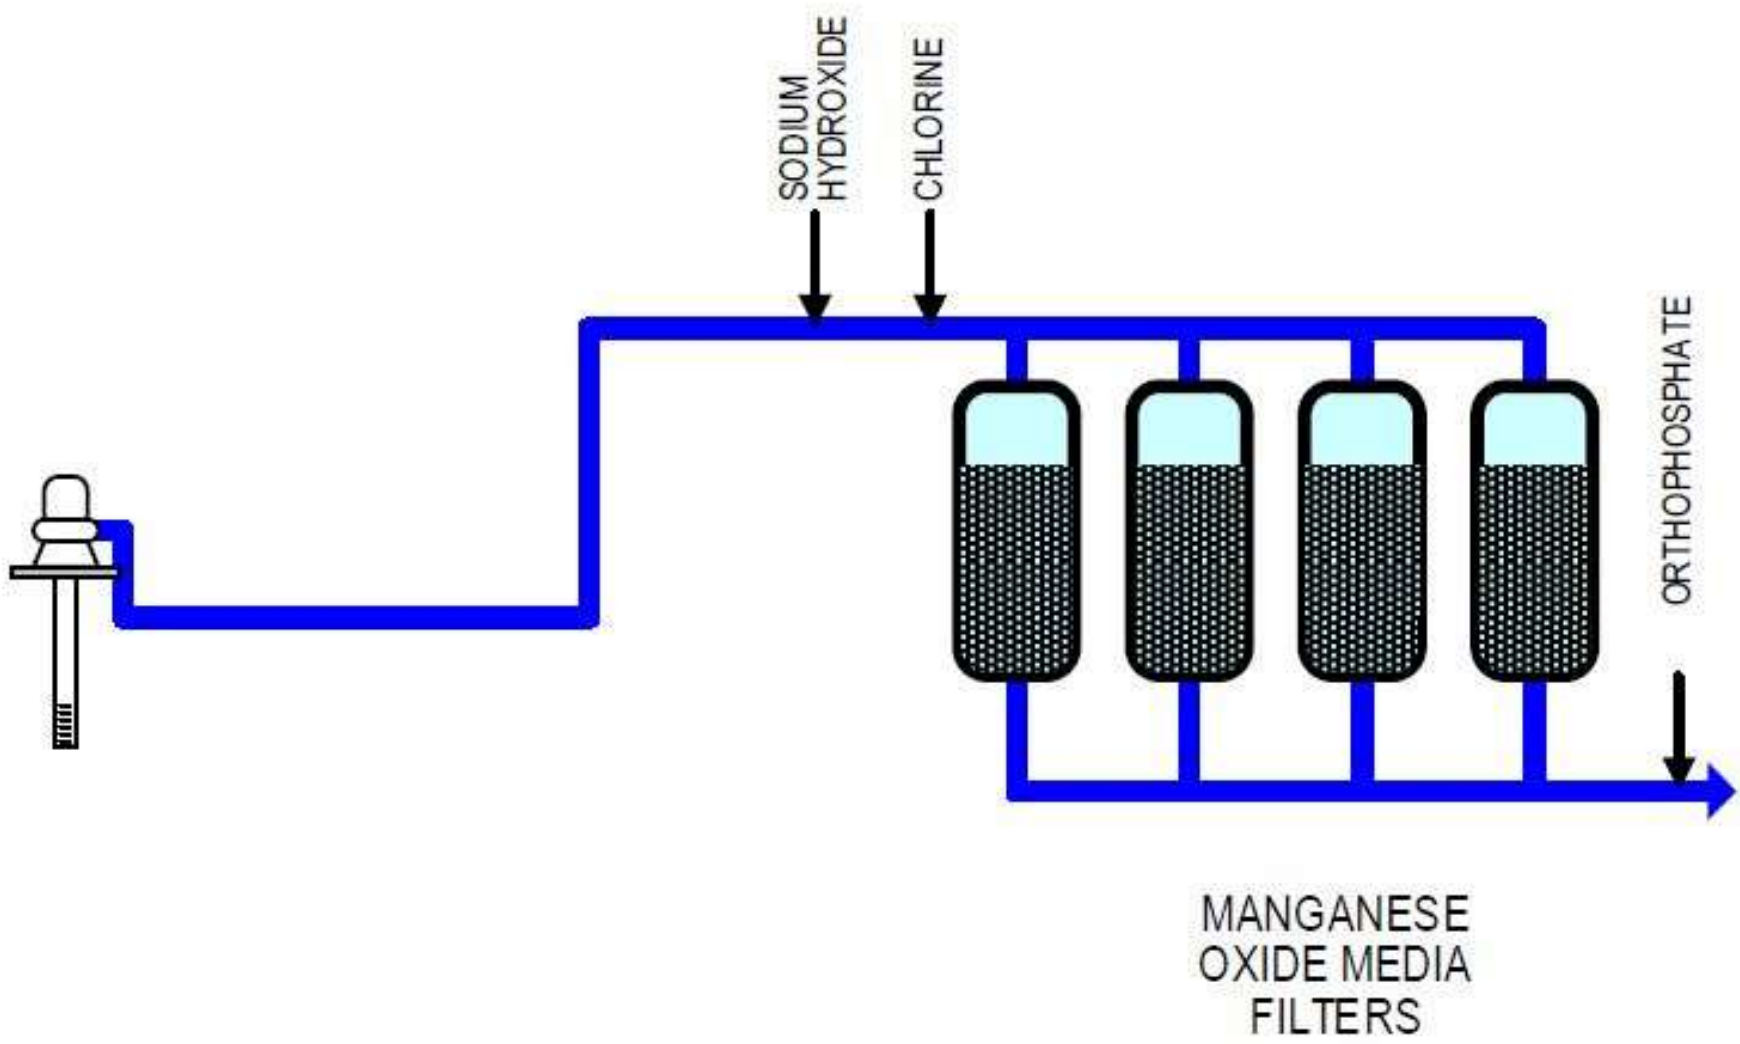 SODIUM
HYDROXIDE
CHLORINE
ORTHOPHOSPHATE
MANGANESE
OXIDE MEDIA
FILTERS